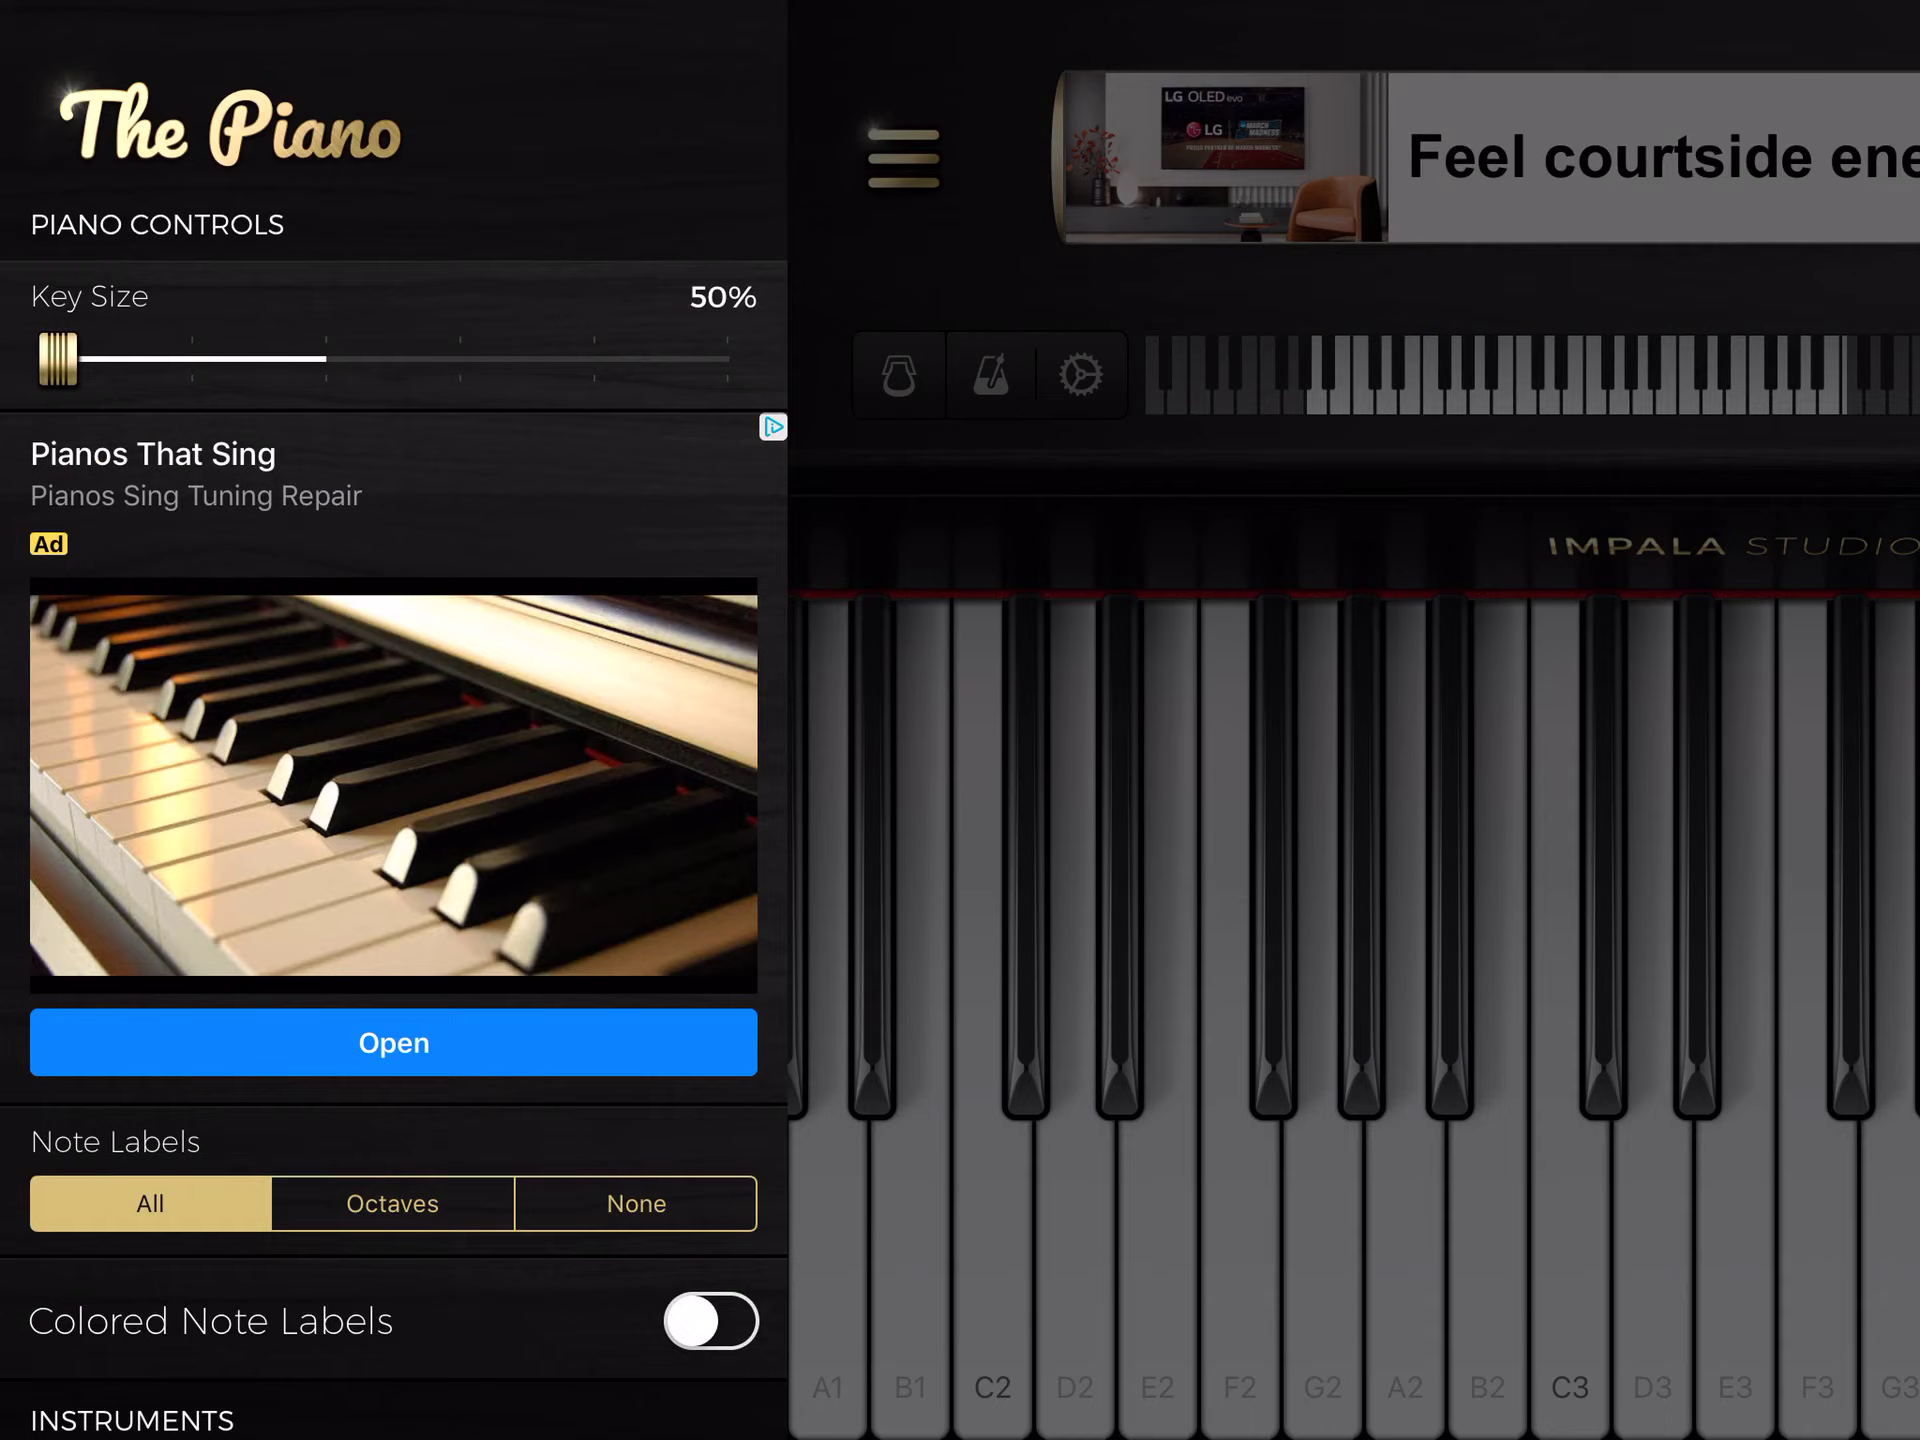 The Piano
PIANO CONTROLS
Key Size
50%
Pianos That Sing
Pianos Sing Tuning Repair
Ad
Open
Note Labels
All
Octaves
None
Colored Note Labels
INSTRUMENTS
LG OLED evo
LG
MARCH MADNESS
Feel courtside ene
IMPALA STUDIO
A1
B1
C2
D2
E2
F2
G2
A2
B2
C3
D3
E3
F3
G3